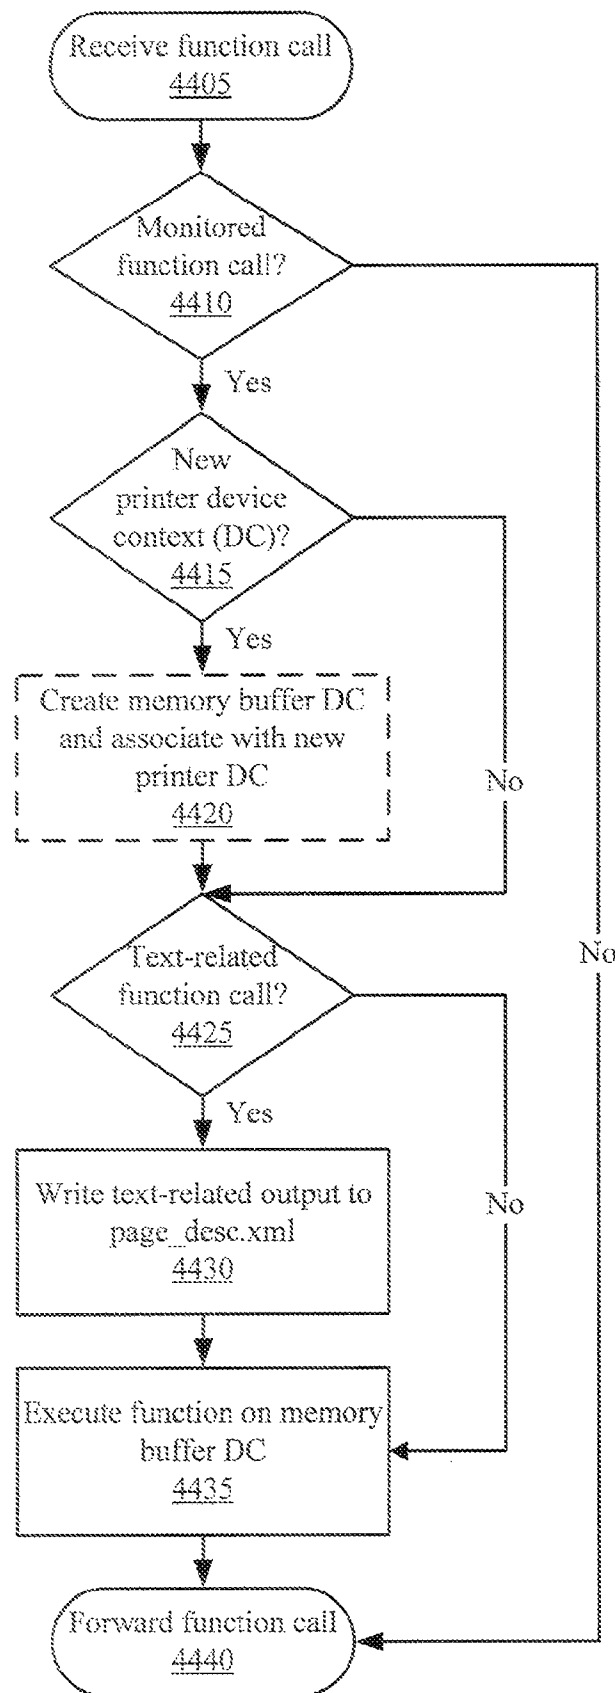 Receive function call
4405
Monitored
function call?
4410
Yes
New
printer device
context (DC)?
4415
Yes
Create memory buffer DC
and associate with new
printer DC
4420
No
Text-related
function call?
4425
No
Yes
Write text-related output to
page_desc.xml
4430
No
Execute function on memory
buffer DC
4435
Forward function call
4440